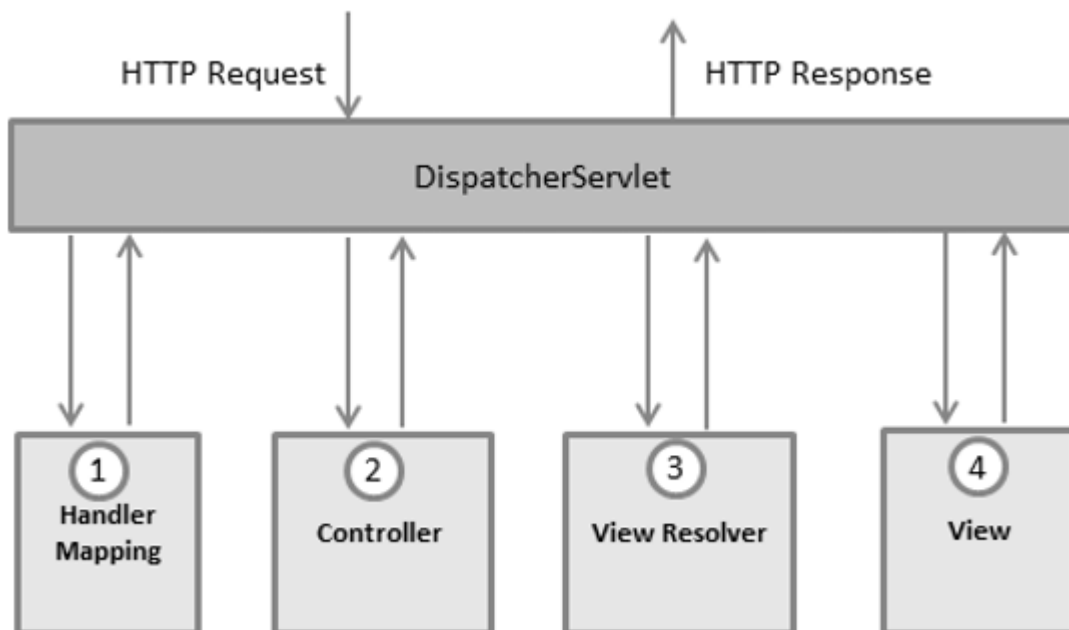 HTTP Request
HTTP Response
DispatcherServlet
1
Handler
Mapping
2
Controller
3
View Resolver
4
View